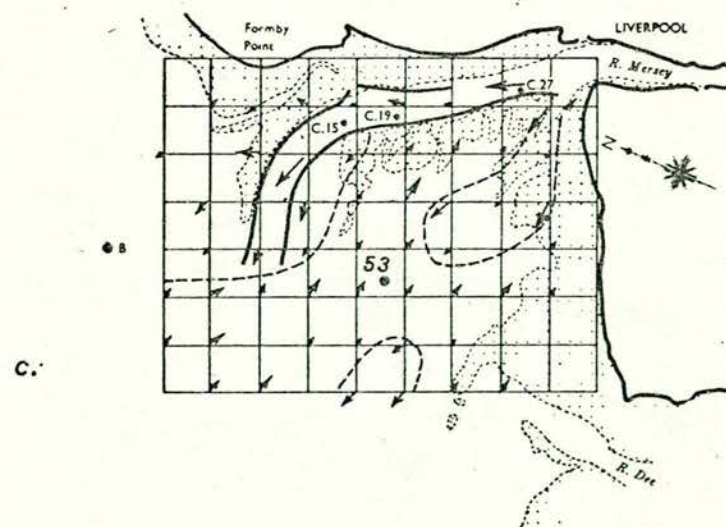 Formby
Point
LIVERPOOL
R. Mersey
C.27
C.19
C.15
N
B
53
C.
R. Dee